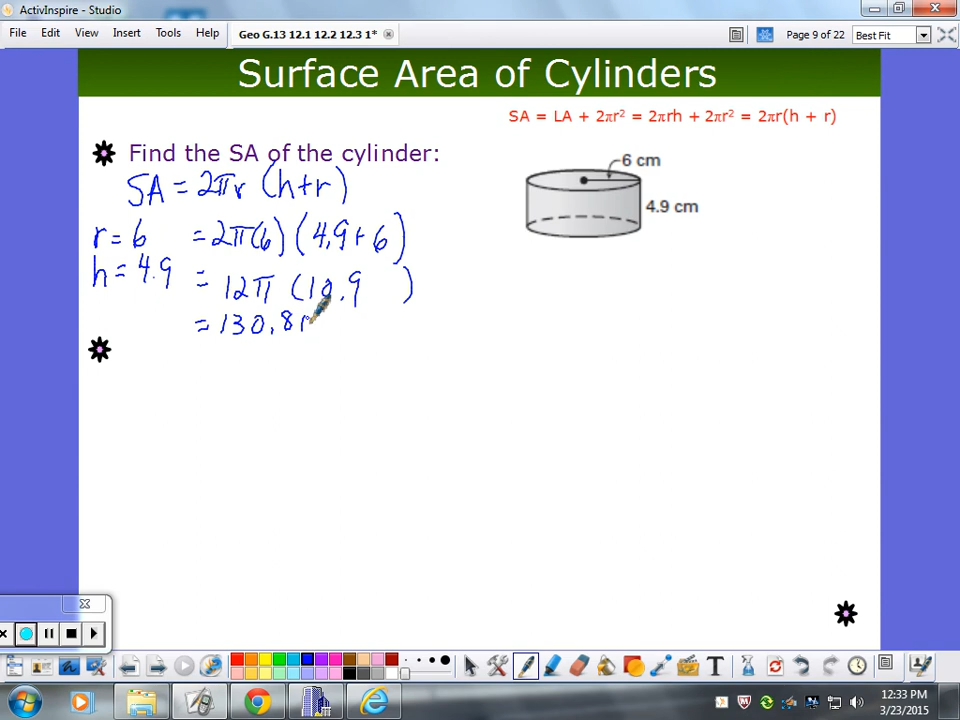 ActivInspire - Studio
File Edit View Insert Tools Help
Geo G.13 12.1 12.2 12.3 1*
Page 9 of 22
Best Fit
Surface Area of Cylinders
SA = LA + 2πr² = 2πrh + 2πr² = 2πr(h + r)
Find the SA of the cylinder:
6 cm
4.9 cm
SA = 2πr (h+r)
r = 6 = 2π(6) (4.9 + 6)
h = 4.9
= 12π (10.9 )
= 130.8
12:33 PM
3/23/2015